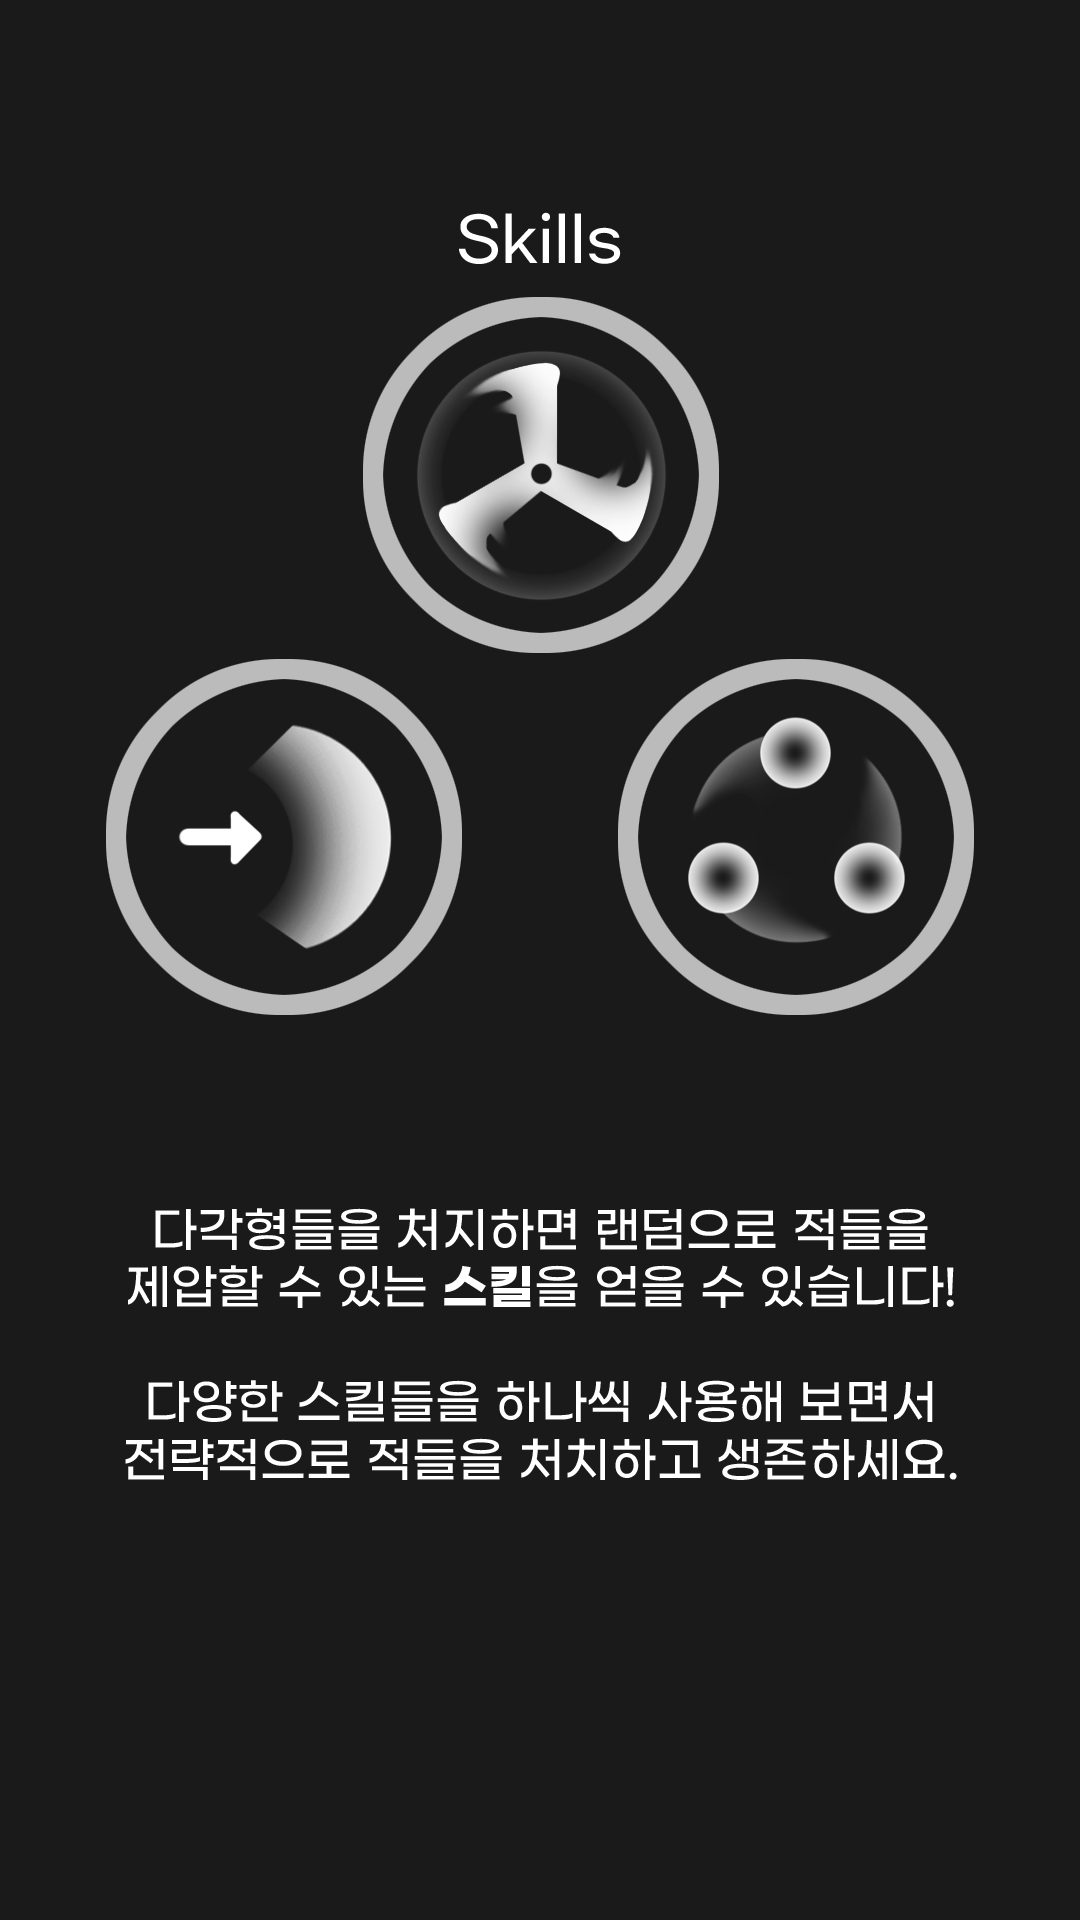 Skills
다각형들을 처지하면 랜덤으로 적들을
제압할 수 있는 스킬을 얻을 수 있습니다!
다양한 스킬들을 하나씩 사용해 보면서
전략적으로 적들을 처치하고 생존하세요.